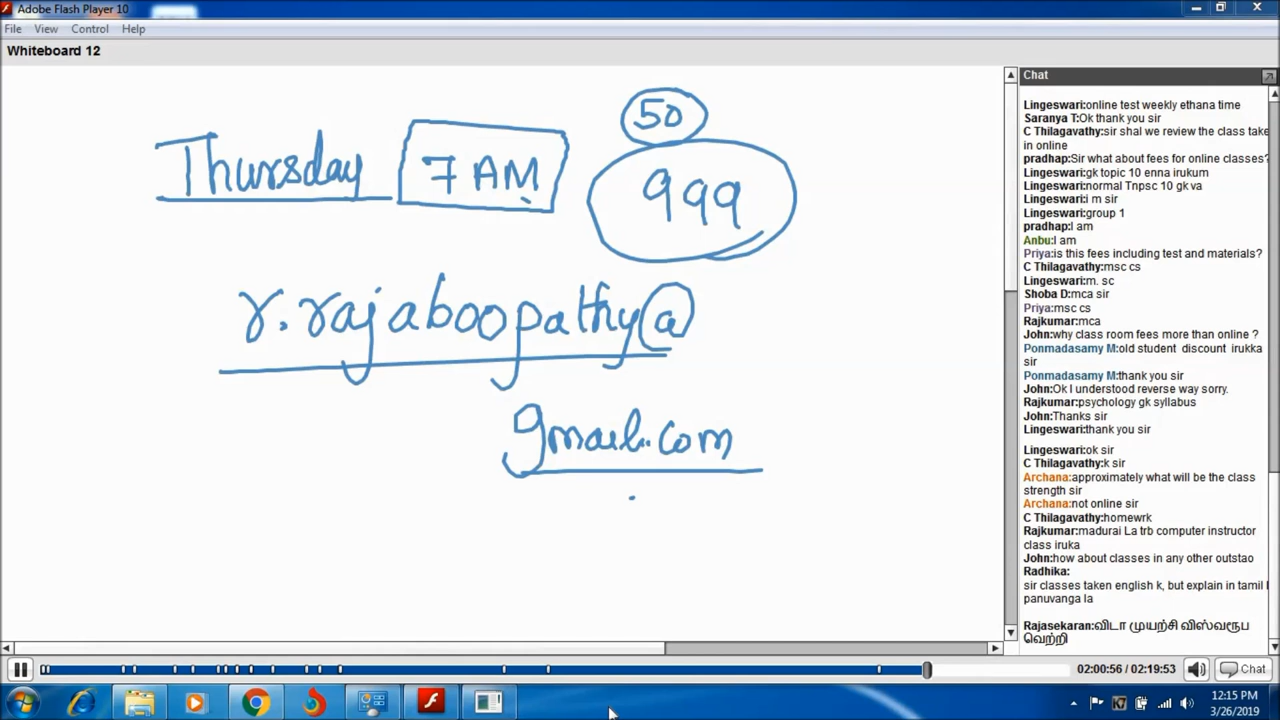 Adobe Flash Player 10
File View Control Help
Whiteboard 12
Thursday 7 AM
50
999
r.rajaboopathy@
gmail.com
Chat
Lingeswari:online test weekly ethana time
Saranya T:Ok thank you sir
C Thilagavathy:sir shal we review the class take
in online
pradhap:Sir what about fees for online classes?
Lingeswari:gk topic 10 enna irukum
Lingeswari:normal Tnpsc 10 gk va
Lingeswari:i m sir
Lingeswari:group 1
pradhap:I am
Anbu:I am
Priya:is this fees including test and materials?
C Thilagavathy:msc cs
Lingeswari:m. sc
Shoba D:mca sir
Priya:msc cs
Rajkumar:mca
John:why class room fees more than online ?
Ponmadasamy M:old student discount irukka
sir
Ponmadasamy M:thank you sir
John:Ok I understood reverse way sorry.
Rajkumar:psychology gk syllabus
John:Thanks sir
Lingeswari:thank you sir
Lingeswari:ok sir
C Thilagavathy:k sir
Archana:approximately what will be the class
strength sir
Archana:not online sir
C Thilagavathy:homewrk
Rajkumar:madurai La trb computer instructor
class iruka
John:how about classes in any other outstao
Radhika:
sir classes taken english k, but explain in tamil l
panuvanga la
Rajasekaran:விடா முயற்சி விஸ்வரூப
வெற்றி
02:00:56 / 02:19:53 Chat
12:15 PM
3/26/2019